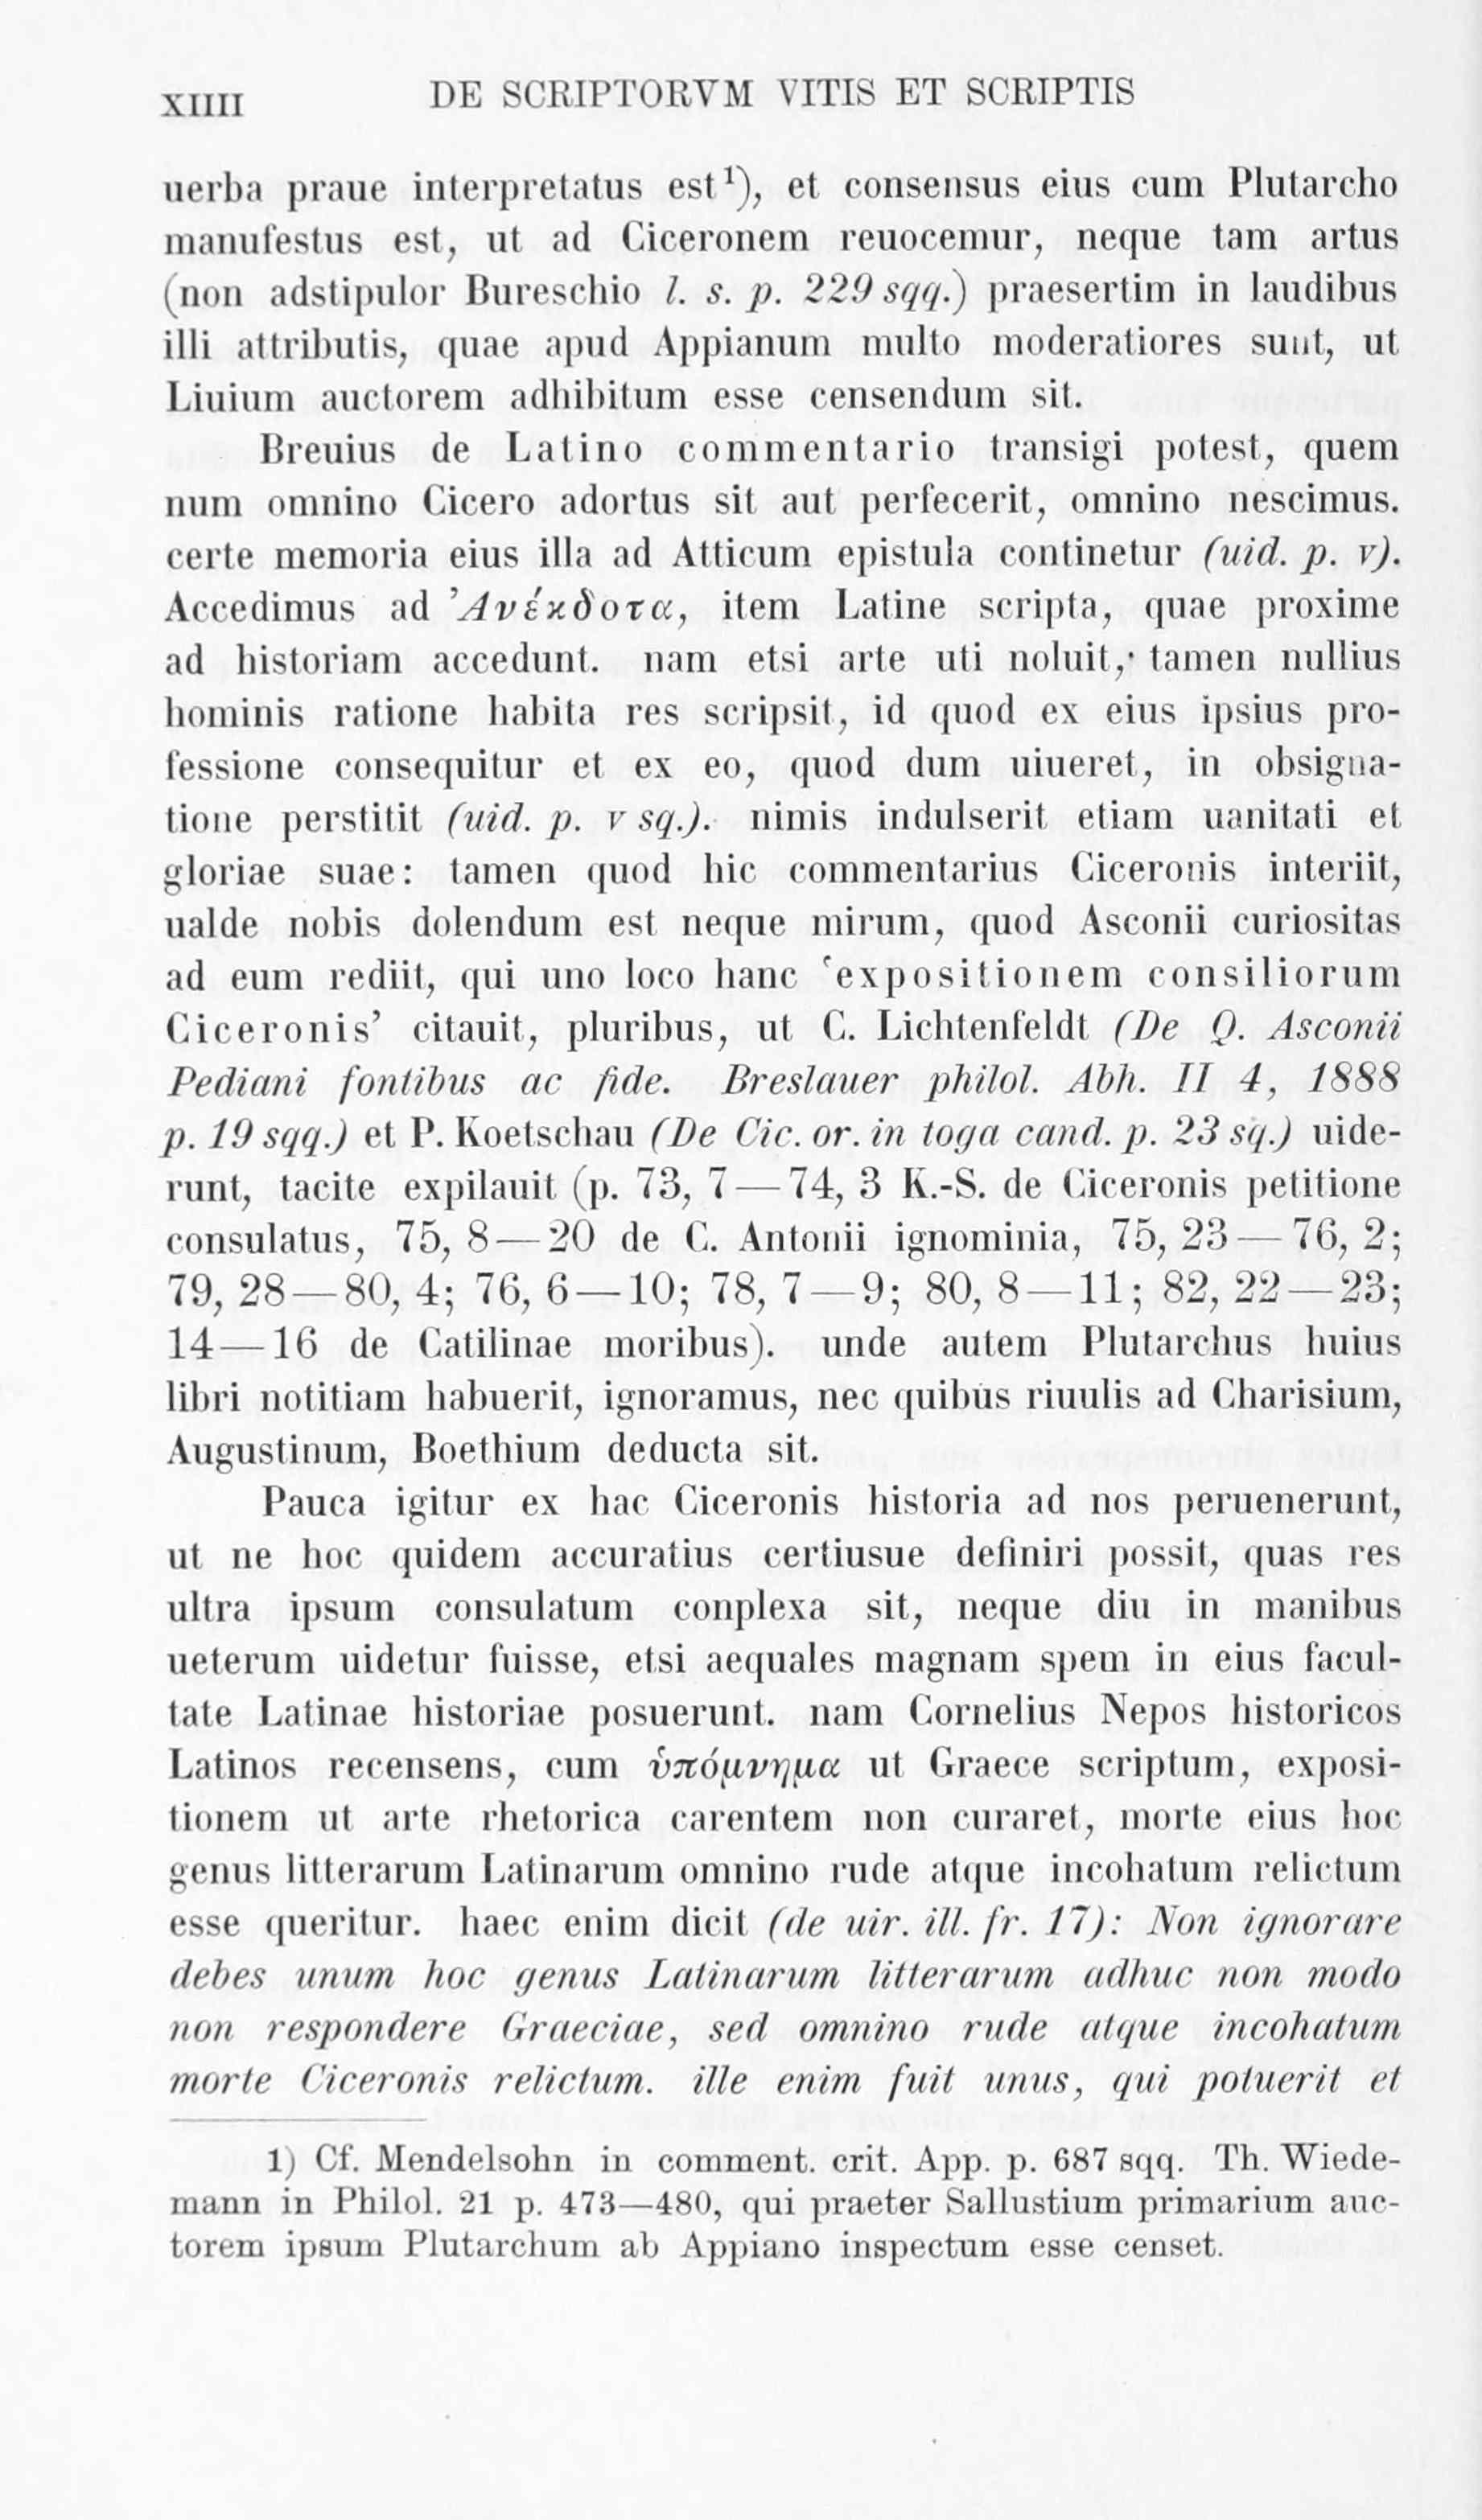 XIIII DE SCRIPTORVM VITIS ET SCRIPTIS
uerba praue interpretatus est¹), et consensus eius cum Plutarcho
manufestus est, ut ad Ciceronem reuocemur, neque tam artus
(non adstipulor Bureschio l. s. p. 229 sqq.) praesertim in laudibus
illi attributis, quae apud Appianum multo moderatiores sunt, ut
Liuium auctorem adhibitum esse censendum sit.
Breuius de Latino commentario transigi potest, quem
num omnino Cicero adortus sit aut perfecerit, omnino nescimus.
certe memoria eius illa ad Atticum epistula continetur (uid. p. v).
Accedimus ad Ἀνέκδοτα, item Latine scripta, quae proxime
ad historiam accedunt. nam etsi arte uti noluit, tamen nullius
hominis ratione habita res scripsit, id quod ex eius ipsius pro-
fessione consequitur et ex eo, quod dum uiueret, in obsigna-
tione perstitit (uid. p. v sq.). nimis indulserit etiam uanitati et
gloriae suae: tamen quod hic commentarius Ciceronis interiit,
ualde nobis dolendum est neque mirum, quod Asconii curiositas
ad eum rediit, qui uno loco hanc ‘expositionem consiliorum
Ciceronis’ citauit, pluribus, ut C. Lichtenfeldt (De Q. Asconii
Pediani fontibus ac fide. Breslauer philol. Abh. II 4, 1888
p. 19 sqq.) et P. Koetschau (De Cic. or. in toga cand. p. 23 sq.) uide-
runt, tacite expilauit (p. 73, 7—74, 3 K.-S. de Ciceronis petitione
consulatus, 75, 8—20 de C. Antonii ignominia, 75, 23—76, 2;
79, 28—80, 4; 76, 6—10; 78, 7—9; 80, 8—11; 82, 22—23;
14—16 de Catilinae moribus). unde autem Plutarchus huius
libri notitiam habuerit, ignoramus, nec quibus riuulis ad Charisium,
Augustinum, Boethium deducta sit.
Pauca igitur ex hac Ciceronis historia ad nos peruenerunt,
ut ne hoc quidem accuratius certiusue definiri possit, quas res
ultra ipsum consulatum conplexa sit, neque diu in manibus
ueterum uidetur fuisse, etsi aequales magnam spem in eius facul-
tate Latinae historiae posuerunt. nam Cornelius Nepos historicos
Latinos recensens, cum ὑπόμνημα ut Graece scriptum, exposi-
tionem ut arte rhetorica carentem non curaret, morte eius hoc
genus litterarum Latinarum omnino rude atque incohatum relictum
esse queritur. haec enim dicit (de uir. ill. fr. 17): Non ignorare
debes unum hoc genus Latinarum litterarum adhuc non modo
non respondere Graeciae, sed omnino rude atque incohatum
morte Ciceronis relictum. ille enim fuit unus, qui potuerit et
1) Cf. Mendelsohn in comment. crit. App. p. 687 sqq. Th. Wiede-
mann in Philol. 21 p. 473—480, qui praeter Sallustium primarium auc-
torem ipsum Plutarchum ab Appiano inspectum esse censet.